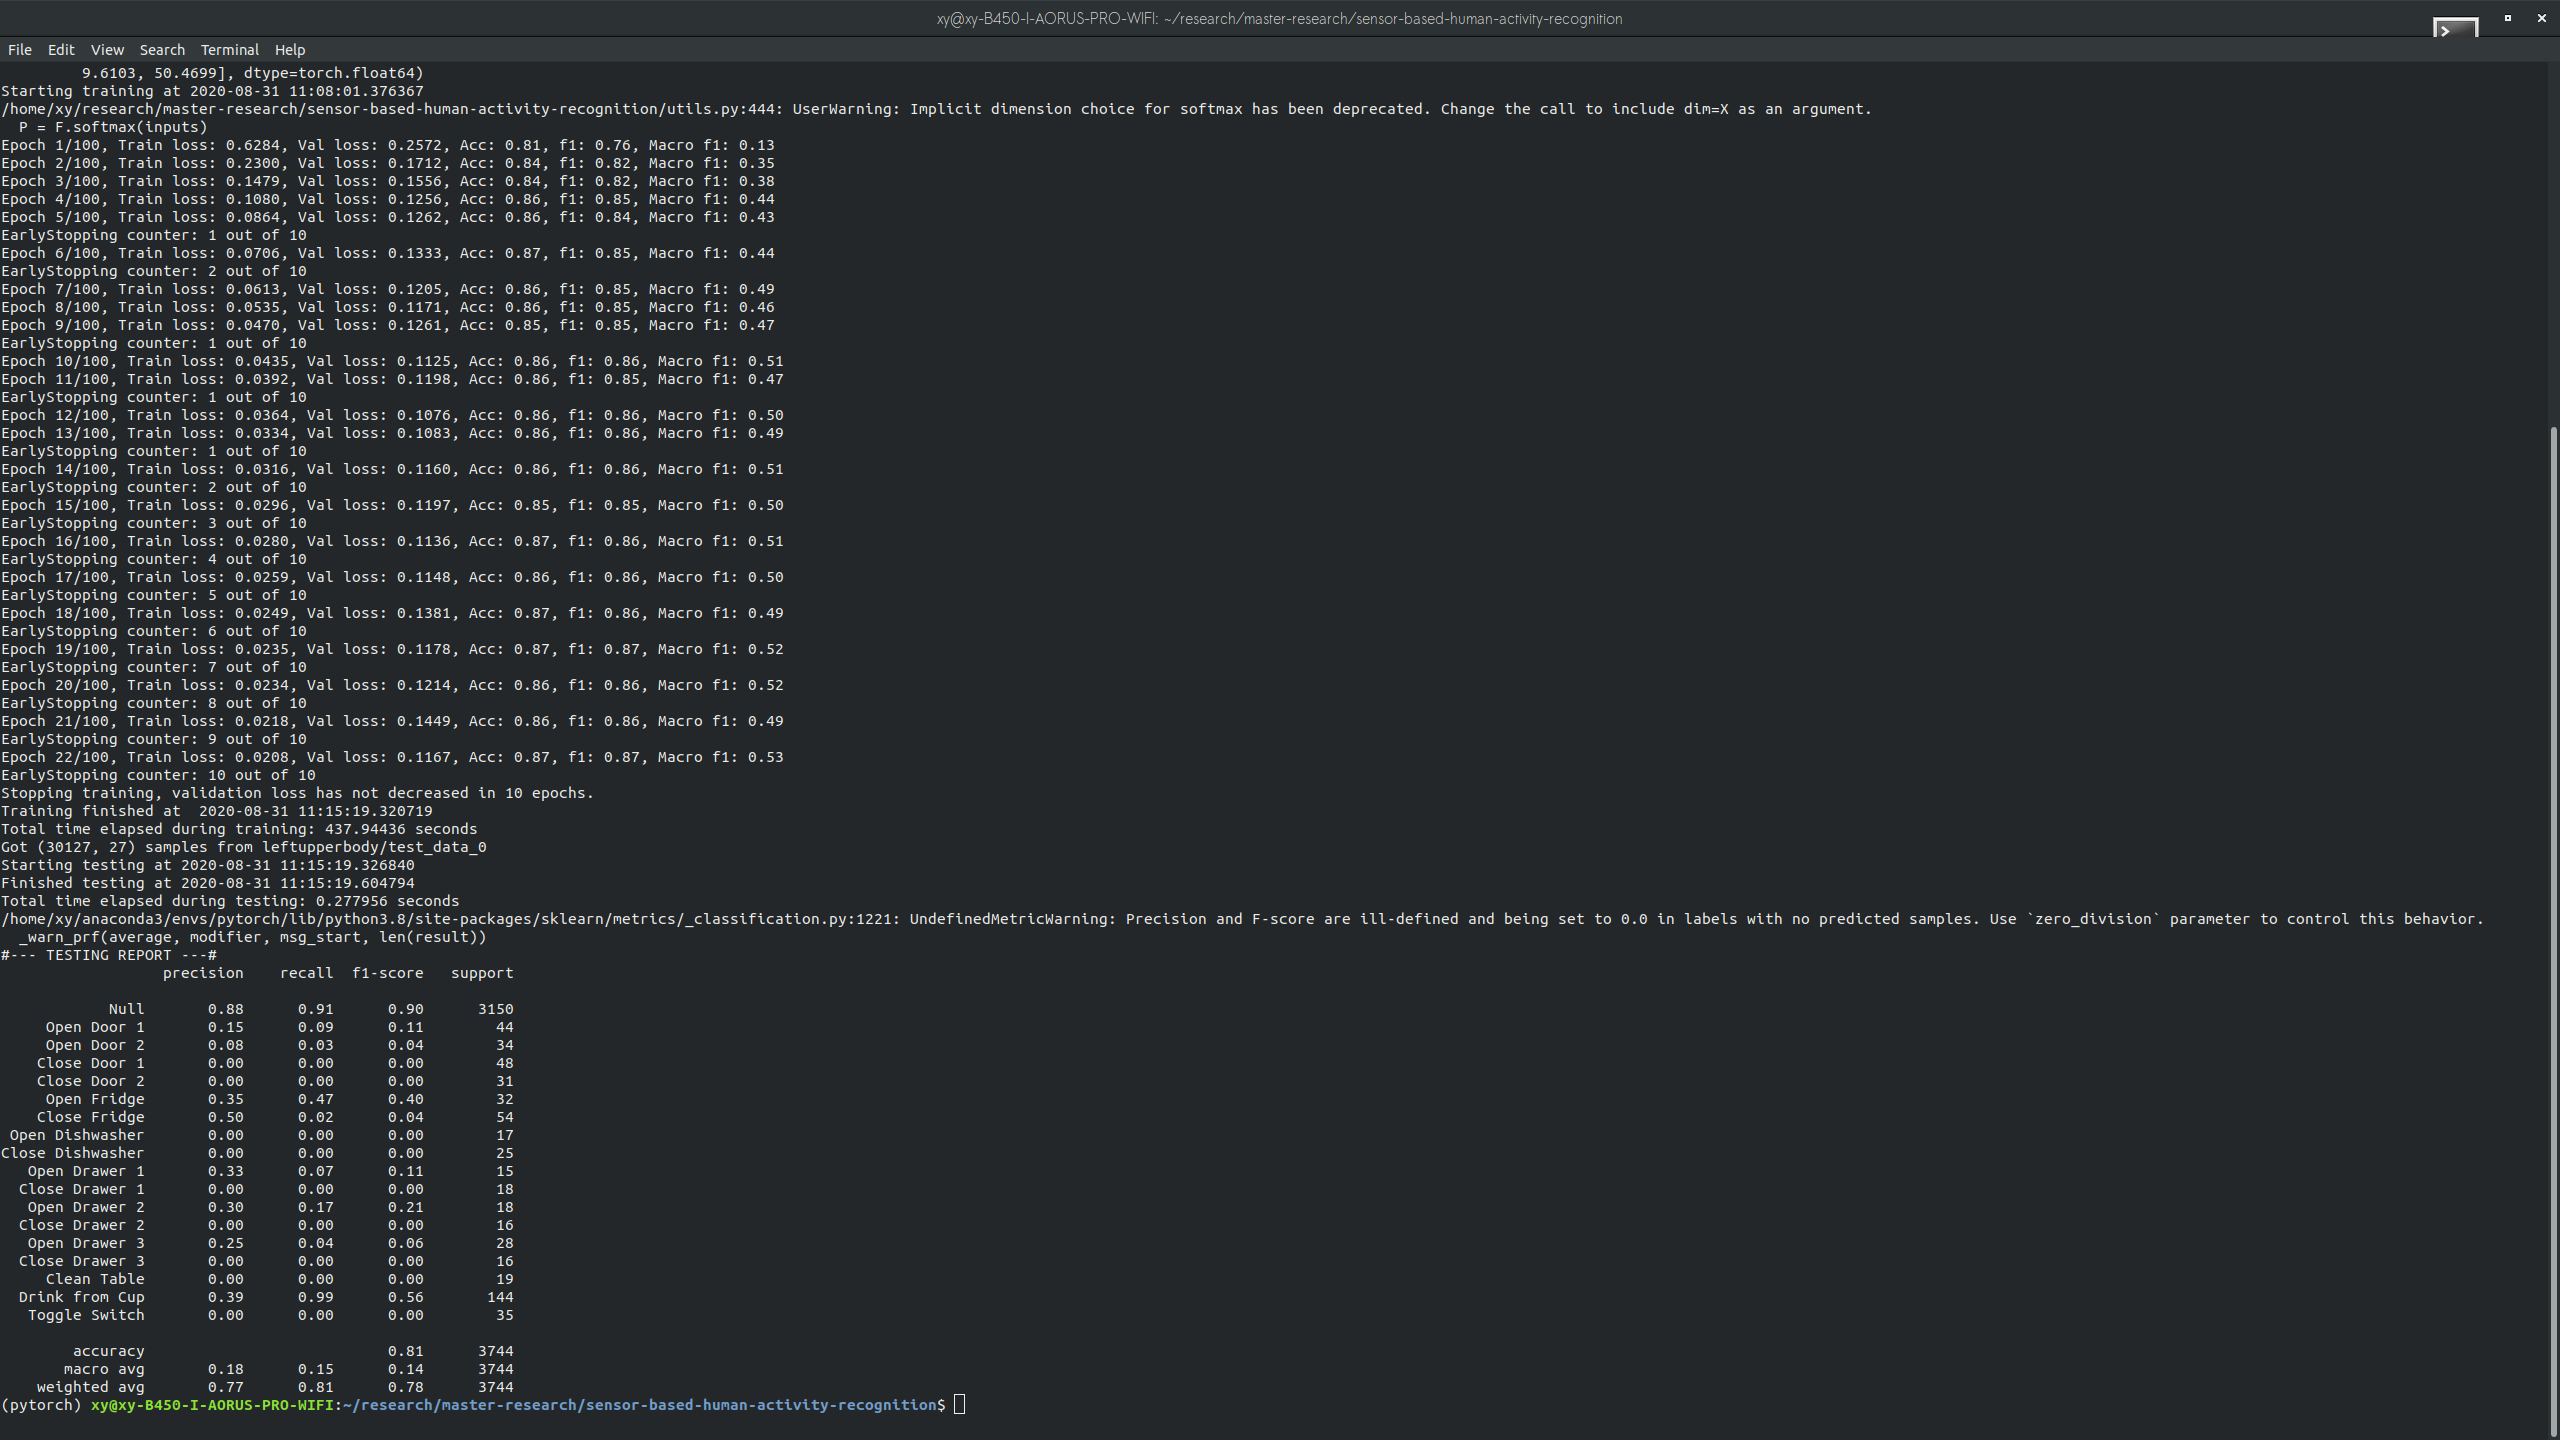 xy@xy-B450-I-AORUS-PRO-WIFI: ~/research/master-research/sensor-based-human-activity-recognition
File Edit View Search Terminal Help
9.6103, 50.4699], dtype=torch.float64)
Starting training at 2020-08-31 11:08:01.376367
/home/xy/research/master-research/sensor-based-human-activity-recognition/utils.py:444: UserWarning: Implicit dimension choice for softmax has been deprecated. Change the call to include dim=X as an argument.
  P = F.softmax(inputs)
Epoch 1/100, Train loss: 0.6284, Val loss: 0.2572, Acc: 0.81, f1: 0.76, Macro f1: 0.13
Epoch 2/100, Train loss: 0.2300, Val loss: 0.1712, Acc: 0.84, f1: 0.82, Macro f1: 0.35
Epoch 3/100, Train loss: 0.1479, Val loss: 0.1556, Acc: 0.84, f1: 0.82, Macro f1: 0.38
Epoch 4/100, Train loss: 0.1080, Val loss: 0.1256, Acc: 0.86, f1: 0.85, Macro f1: 0.44
Epoch 5/100, Train loss: 0.0864, Val loss: 0.1262, Acc: 0.86, f1: 0.84, Macro f1: 0.43
EarlyStopping counter: 1 out of 10
Epoch 6/100, Train loss: 0.0706, Val loss: 0.1333, Acc: 0.87, f1: 0.85, Macro f1: 0.44
EarlyStopping counter: 2 out of 10
Epoch 7/100, Train loss: 0.0613, Val loss: 0.1205, Acc: 0.86, f1: 0.85, Macro f1: 0.49
Epoch 8/100, Train loss: 0.0535, Val loss: 0.1171, Acc: 0.86, f1: 0.85, Macro f1: 0.46
Epoch 9/100, Train loss: 0.0470, Val loss: 0.1261, Acc: 0.85, f1: 0.85, Macro f1: 0.47
EarlyStopping counter: 1 out of 10
Epoch 10/100, Train loss: 0.0435, Val loss: 0.1125, Acc: 0.86, f1: 0.86, Macro f1: 0.51
Epoch 11/100, Train loss: 0.0392, Val loss: 0.1198, Acc: 0.86, f1: 0.85, Macro f1: 0.47
EarlyStopping counter: 1 out of 10
Epoch 12/100, Train loss: 0.0364, Val loss: 0.1076, Acc: 0.86, f1: 0.86, Macro f1: 0.50
Epoch 13/100, Train loss: 0.0334, Val loss: 0.1083, Acc: 0.86, f1: 0.86, Macro f1: 0.49
EarlyStopping counter: 1 out of 10
Epoch 14/100, Train loss: 0.0316, Val loss: 0.1160, Acc: 0.86, f1: 0.86, Macro f1: 0.51
EarlyStopping counter: 2 out of 10
Epoch 15/100, Train loss: 0.0296, Val loss: 0.1197, Acc: 0.85, f1: 0.85, Macro f1: 0.50
EarlyStopping counter: 3 out of 10
Epoch 16/100, Train loss: 0.0280, Val loss: 0.1136, Acc: 0.87, f1: 0.86, Macro f1: 0.51
EarlyStopping counter: 4 out of 10
Epoch 17/100, Train loss: 0.0259, Val loss: 0.1148, Acc: 0.86, f1: 0.86, Macro f1: 0.50
EarlyStopping counter: 5 out of 10
Epoch 18/100, Train loss: 0.0249, Val loss: 0.1381, Acc: 0.87, f1: 0.86, Macro f1: 0.49
EarlyStopping counter: 6 out of 10
Epoch 19/100, Train loss: 0.0235, Val loss: 0.1178, Acc: 0.87, f1: 0.87, Macro f1: 0.52
EarlyStopping counter: 7 out of 10
Epoch 20/100, Train loss: 0.0234, Val loss: 0.1214, Acc: 0.86, f1: 0.86, Macro f1: 0.52
EarlyStopping counter: 8 out of 10
Epoch 21/100, Train loss: 0.0218, Val loss: 0.1449, Acc: 0.86, f1: 0.86, Macro f1: 0.49
EarlyStopping counter: 9 out of 10
Epoch 22/100, Train loss: 0.0208, Val loss: 0.1167, Acc: 0.87, f1: 0.87, Macro f1: 0.53
EarlyStopping counter: 10 out of 10
Stopping training, validation loss has not decreased in 10 epochs.
Training finished at  2020-08-31 11:15:19.320719
Total time elapsed during training: 437.94436 seconds
Got (30127, 27) samples from leftupperbody/test_data_0
Starting testing at 2020-08-31 11:15:19.326840
Finished testing at 2020-08-31 11:15:19.604794
Total time elapsed during testing: 0.277956 seconds
/home/xy/anaconda3/envs/pytorch/lib/python3.8/site-packages/sklearn/metrics/_classification.py:1221: UndefinedMetricWarning: Precision and F-score are ill-defined and being set to 0.0 in labels with no predicted samples. Use `zero_division` parameter to control this behavior.
  _warn_prf(average, modifier, msg_start, len(result))
#--- TESTING REPORT ---#
precision recall f1-score support
Null 0.88 0.91 0.90 3150
Open Door 1 0.15 0.09 0.11 44
Open Door 2 0.08 0.03 0.04 34
Close Door 1 0.00 0.00 0.00 48
Close Door 2 0.00 0.00 0.00 31
Open Fridge 0.35 0.47 0.40 32
Close Fridge 0.50 0.02 0.04 54
Open Dishwasher 0.00 0.00 0.00 17
Close Dishwasher 0.00 0.00 0.00 25
Open Drawer 1 0.33 0.07 0.11 15
Close Drawer 1 0.00 0.00 0.00 18
Open Drawer 2 0.30 0.17 0.21 18
Close Drawer 2 0.00 0.00 0.00 16
Open Drawer 3 0.25 0.04 0.06 28
Close Drawer 3 0.00 0.00 0.00 16
Clean Table 0.00 0.00 0.00 19
Drink from Cup 0.39 0.99 0.56 144
Toggle Switch 0.00 0.00 0.00 35
accuracy 0.81 3744
macro avg 0.18 0.15 0.14 3744
weighted avg 0.77 0.81 0.78 3744
(pytorch) xy@xy-B450-I-AORUS-PRO-WIFI:~/research/master-research/sensor-based-human-activity-recognition$